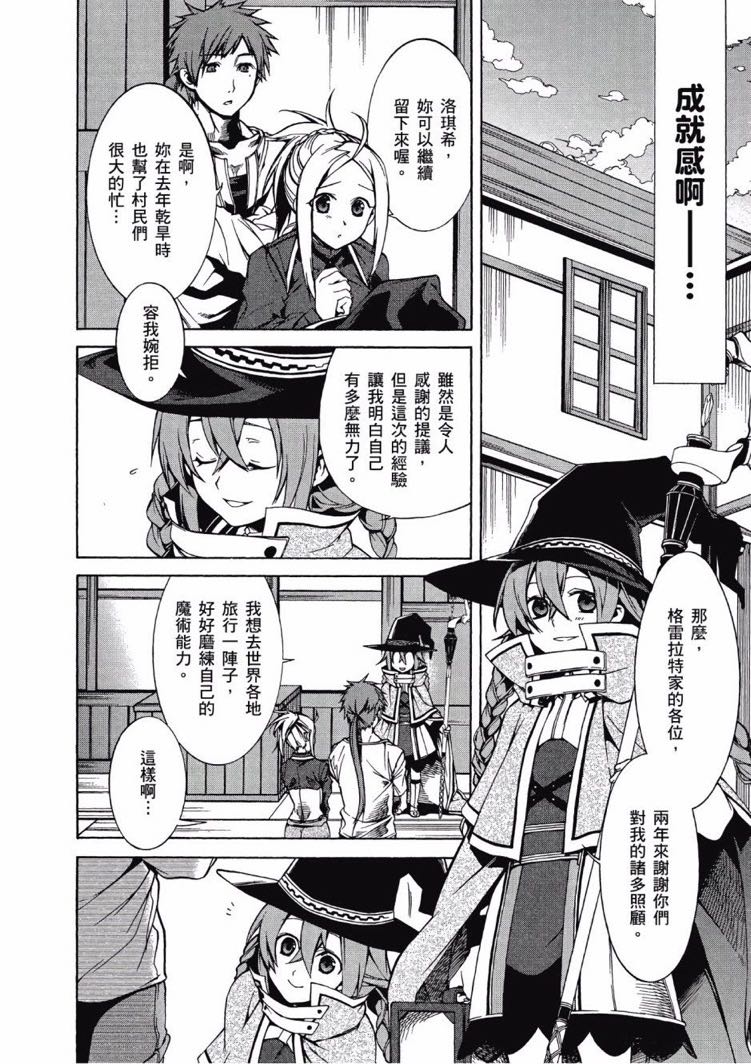 成就感啊——…
那麼，
格雷拉特家的各位，
兩年來謝謝你們
對我的諸多照顧。
洛琪希，
妳可以繼續
留下來喔。
是啊，
妳在去年乾旱時
也幫了村民們
很大的忙…
容我婉拒。
雖然是令人
感謝的提議，
但是這次的經驗
讓我明白自己
有多麼無力了。
我想去世界各地
旅行一陣子，
好好磨練自己的
魔術能力。
這樣啊…